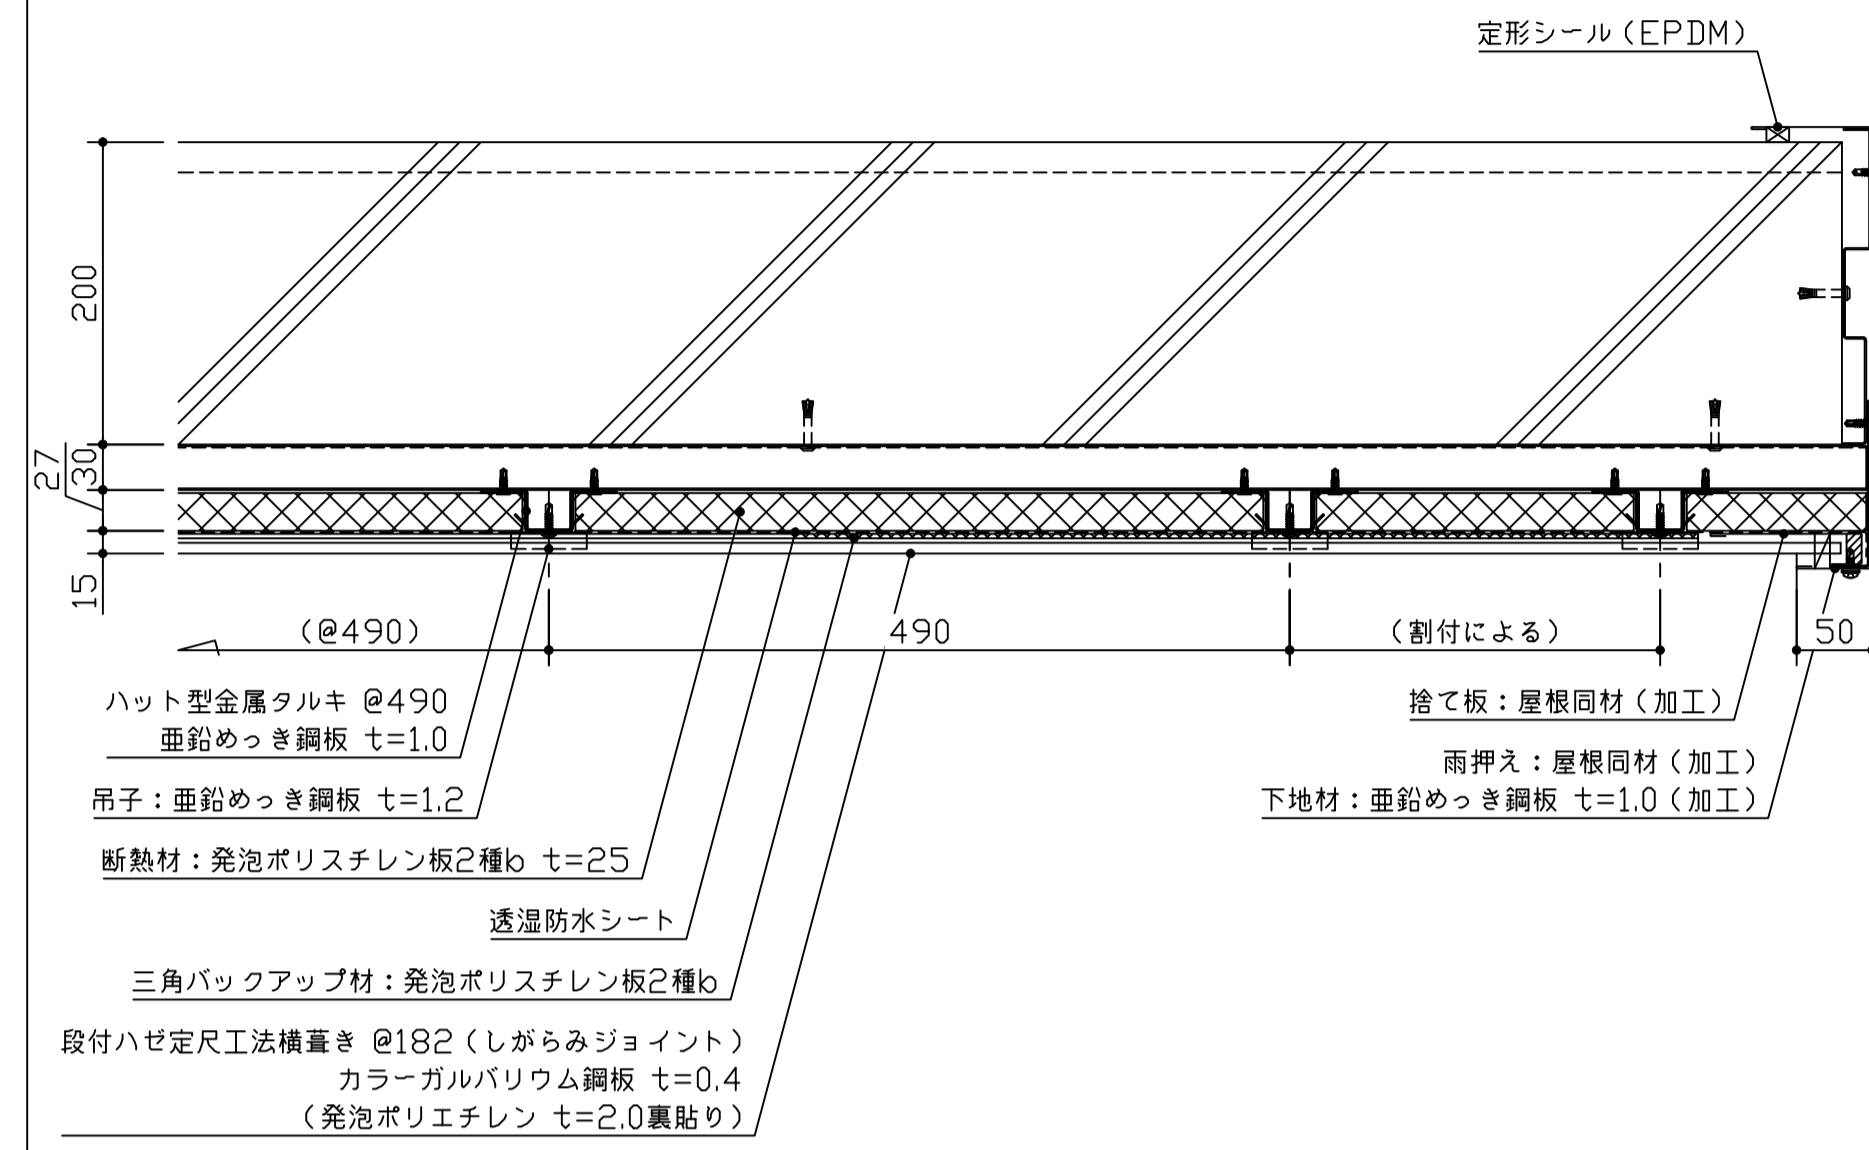 定形シール（EPDM）
200
27
30
15
（@490）
490
（割付による）
50
ハット型金属タルキ @490
亜鉛めっき鋼板 t=1.0
吊子：亜鉛めっき鋼板 t=1.2
断熱材：発泡ポリスチレン板2種b t=25
透湿防水シート
三角バックアップ材：発泡ポリスチレン板2種b
段付ハゼ定尺工法横葺き @182（しがらみジョイント）
カラーガルバリウム鋼板 t=0.4
（発泡ポリエチレン t=2.0裏貼り）
捨て板：屋根同材（加工）
雨押え：屋根同材（加工）
下地材：亜鉛めっき鋼板 t=1.0（加工）